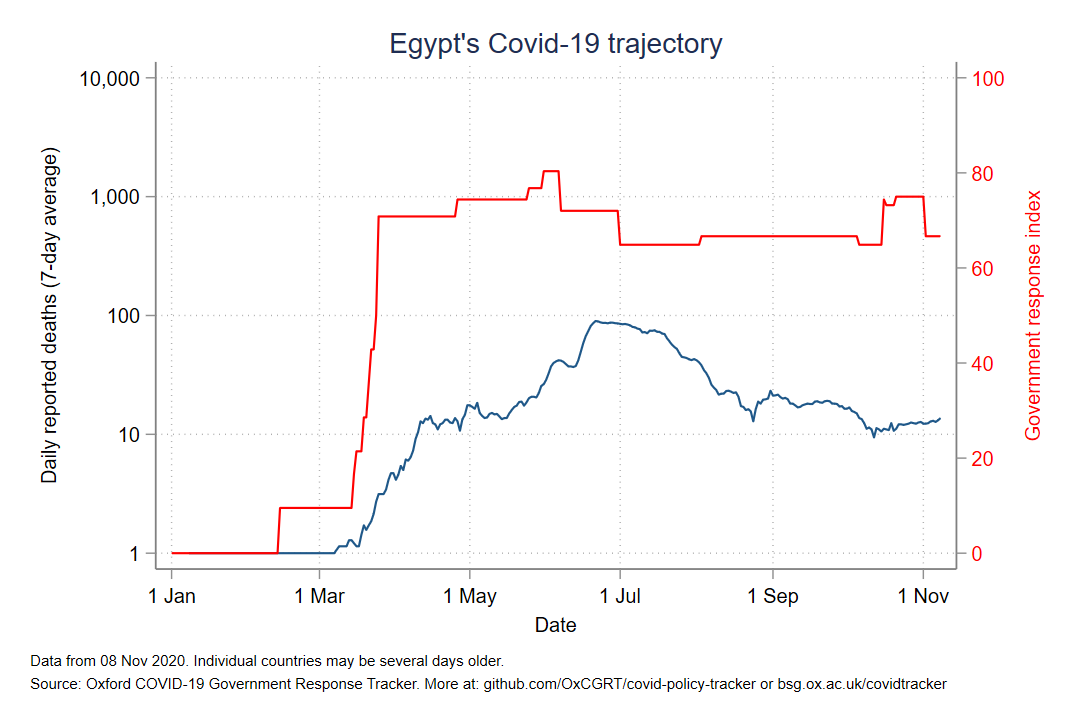 Egypt's Covid-19 trajectory
Daily reported deaths (7-day average)
10,000
1,000
100
10
1
100
80
60
40
20
0
Government response index
1 Jan
1 Mar
1 May
1 Jul
1 Sep
1 Nov
Date
Data from 08 Nov 2020. Individual countries may be several days older.
Source: Oxford COVID-19 Government Response Tracker. More at: github.com/OxCGRT/covid-policy-tracker or bsg.ox.ac.uk/covidtracker